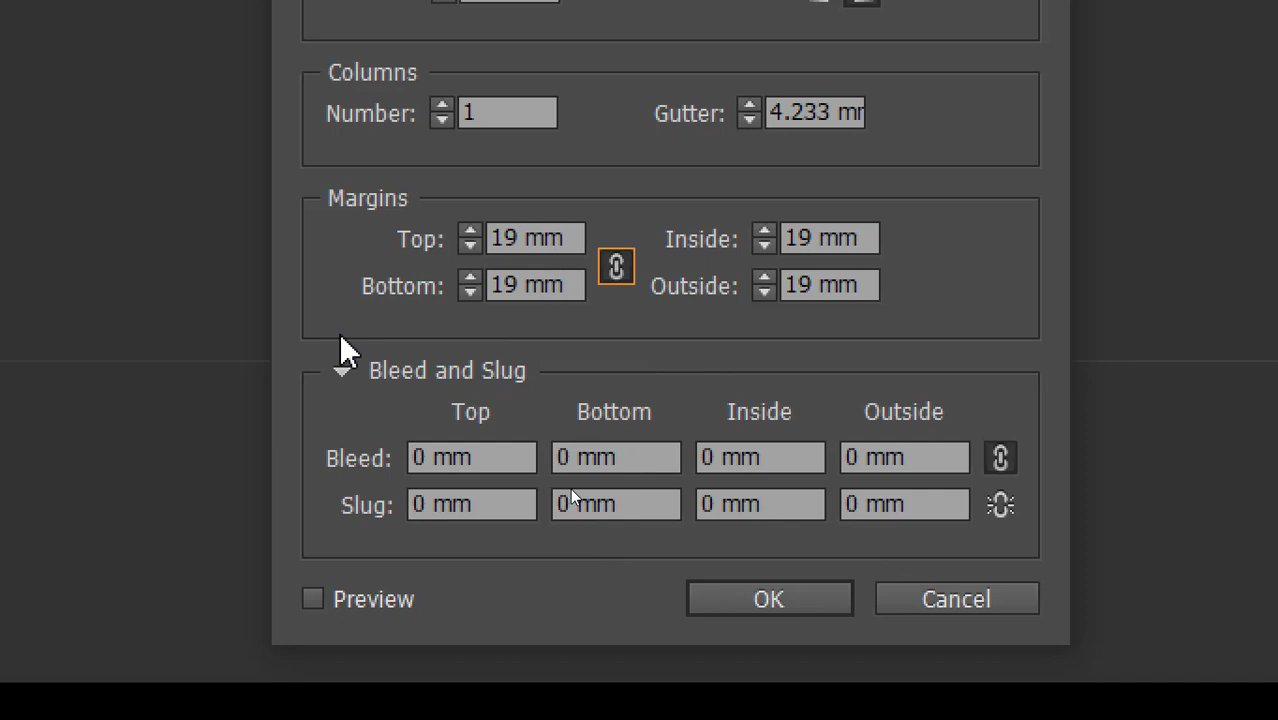 Columns
Number: 1 Gutter: 4.233 mm
Margins
Top: 19 mm Inside: 19 mm
Bottom: 19 mm Outside: 19 mm
Bleed and Slug
Top Bottom Inside Outside
Bleed: 0 mm 0 mm 0 mm 0 mm
Slug: 0 mm 0 mm 0 mm 0 mm
Preview OK Cancel